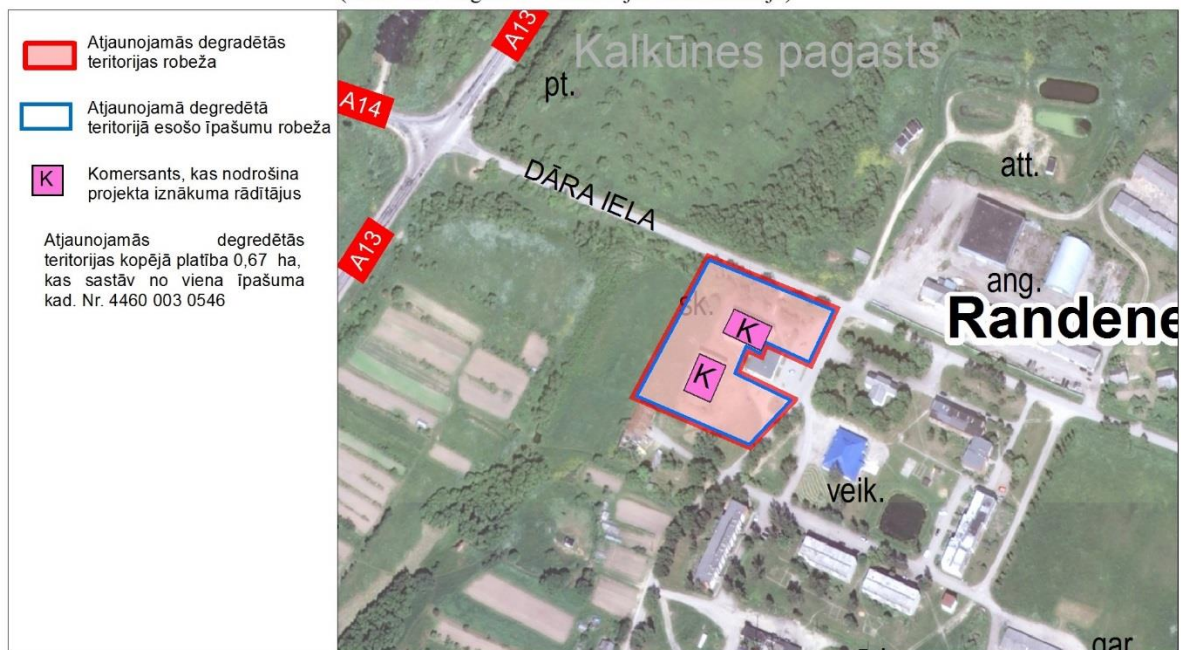 Atjaunojamās degradētās
teritorijas robeža
Atjaunojamā degredētā
teritorijā esošo īpašumu robeža
K
Komersants, kas nodrošina
projekta iznākuma rādītājus
Atjaunojamās degredētās
teritorijas kopējā platība 0,67 ha,
kas sastāv no viena īpašuma
kad. Nr. 4460 003 0546
A13
Kalkūnes pagasts
pt.
A14
att.
DĀRA IELA
A13
ang.
sk.
Randene
K
K
veik.
gar.